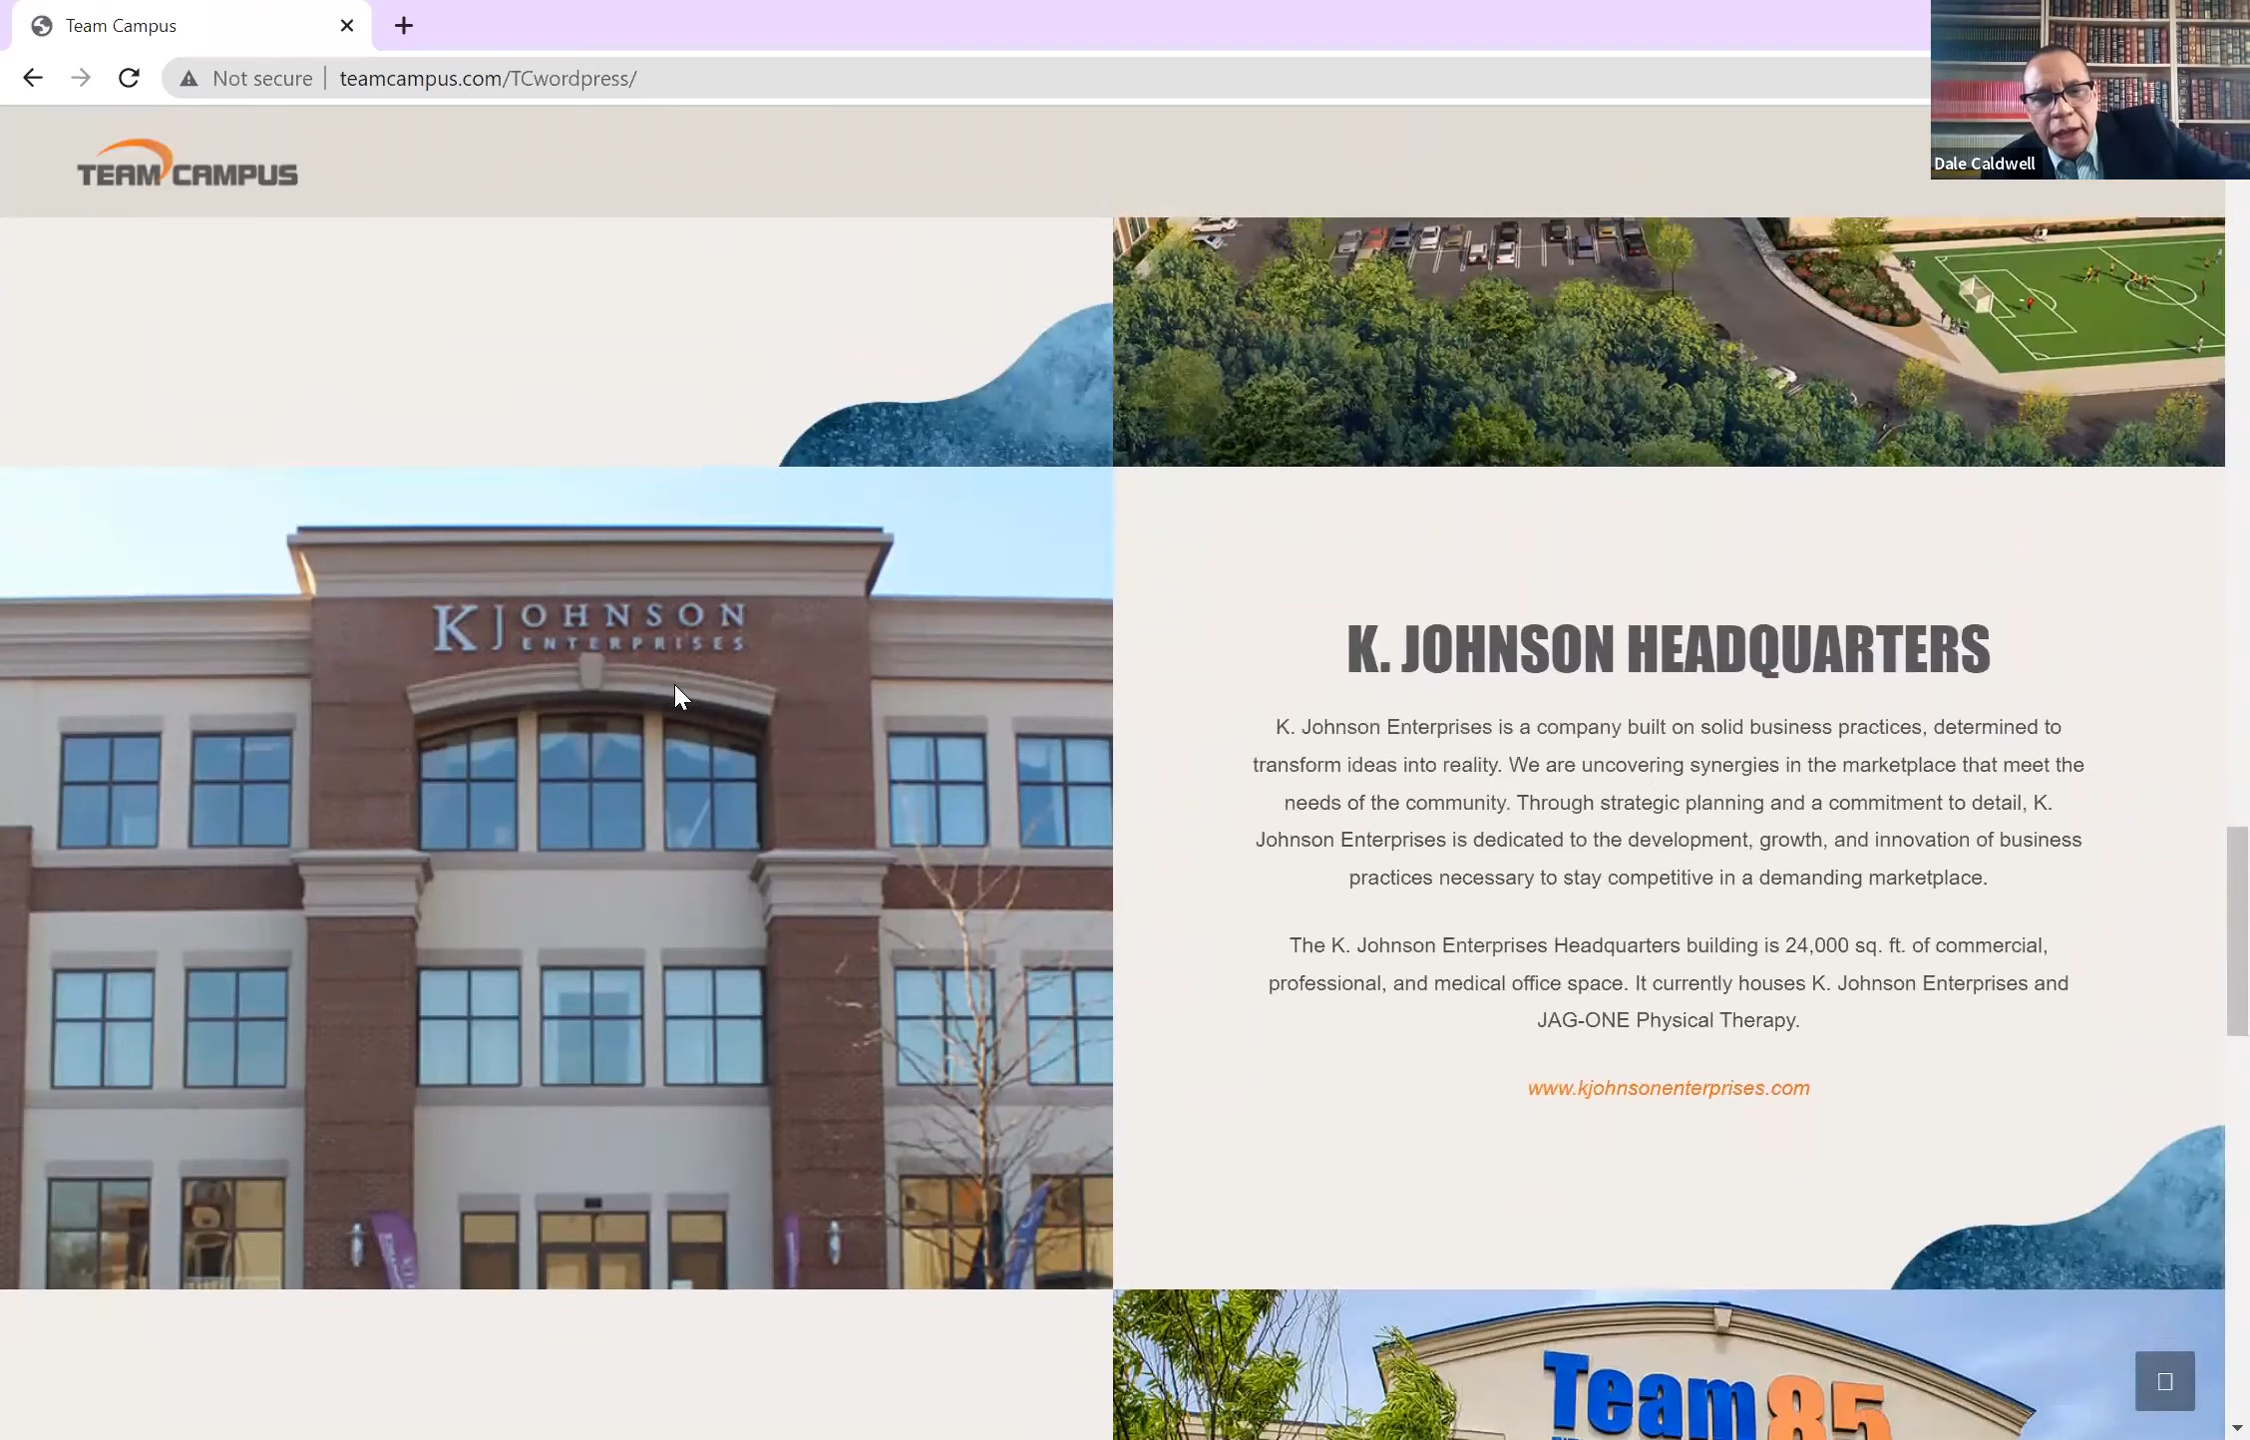 Team Campus
Not secure
teamcampus.com/TCwordpress/
Dale Caldwell
TEAM CAMPUS
K JOHNSON
ENTERPRISES
K. JOHNSON HEADQUARTERS
K. Johnson Enterprises is a company built on solid business practices, determined to
transform ideas into reality. We are uncovering synergies in the marketplace that meet the
needs of the community. Through strategic planning and a commitment to detail, K.
Johnson Enterprises is dedicated to the development, growth, and innovation of business
practices necessary to stay competitive in a demanding marketplace.
The K. Johnson Enterprises Headquarters building is 24,000 sq. ft. of commercial,
professional, and medical office space. It currently houses K. Johnson Enterprises and
JAG-ONE Physical Therapy.
www.kjohnsonenterprises.com
Team 85